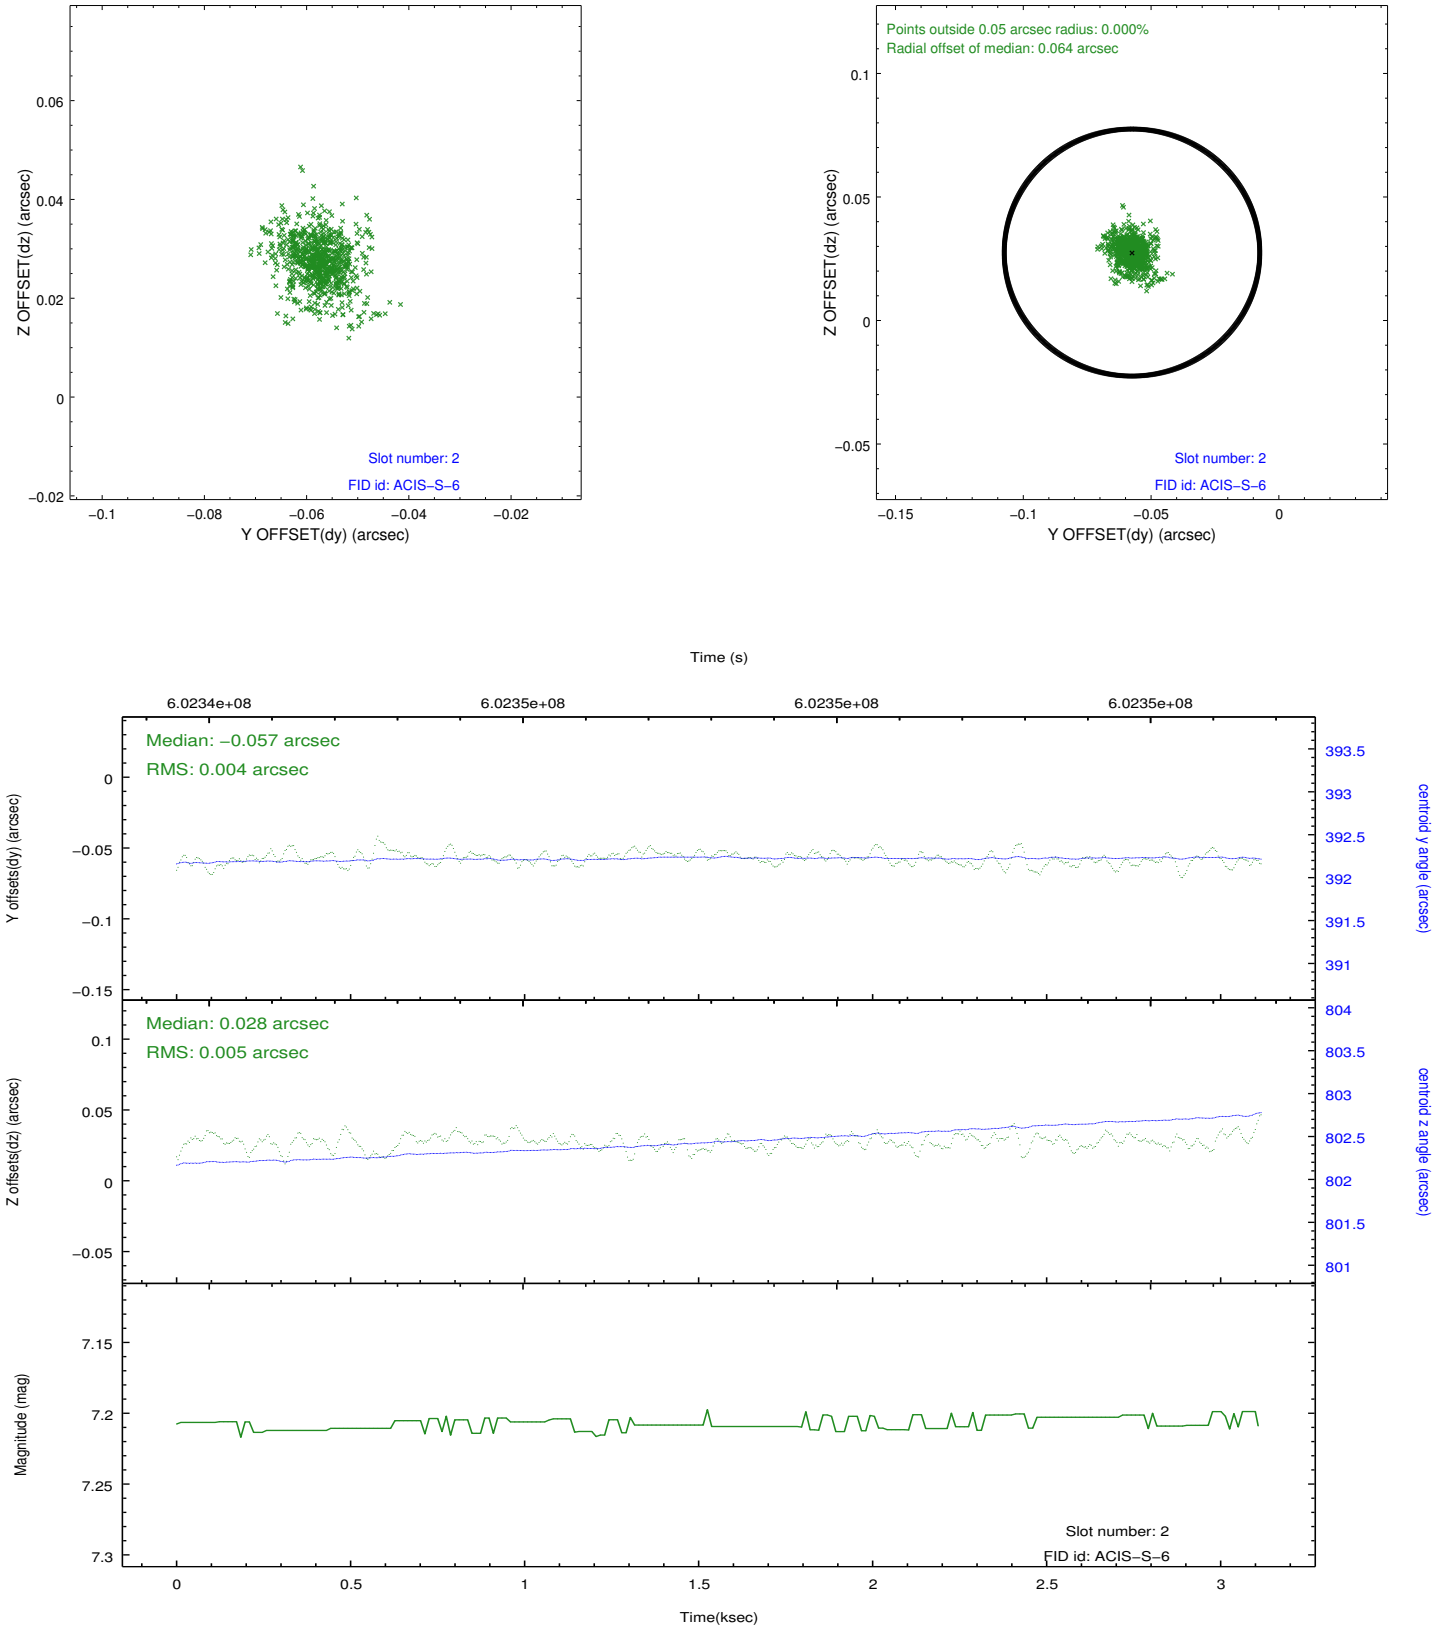 0.06
0.04
0.02
0
−0.02
Z OFFSET(dz) (arcsec)
Slot number: 2
FID id: ACIS−S−6
−0.1
−0.08
−0.06
−0.04
−0.02
Y OFFSET(dy) (arcsec)
Points outside 0.05 arcsec radius: 0.000%
Radial offset of median: 0.064 arcsec
0.1
0.05
0
−0.05
Z OFFSET(dz) (arcsec)
Slot number: 2
FID id: ACIS−S−6
−0.15
−0.1
−0.05
0
Y OFFSET(dy) (arcsec)
Time (s)
6.0234e+08
6.0235e+08
6.0235e+08
6.0235e+08
Median: −0.057 arcsec
RMS: 0.004 arcsec
0
−0.05
−0.1
−0.15
Y offsets(dy) (arcsec)
393.5
393
392.5
392
391.5
391
centroid y angle (arcsec)
Median: 0.028 arcsec
RMS: 0.005 arcsec
0.1
0.05
0
−0.05
Z offsets(dz) (arcsec)
804
803.5
803
802.5
802
801.5
801
centroid z angle (arcsec)
7.15
7.2
7.25
7.3
Magnitude (mag)
Slot number: 2
FID id: ACIS−S−6
0
0.5
1
1.5
2
2.5
3
Time(ksec)